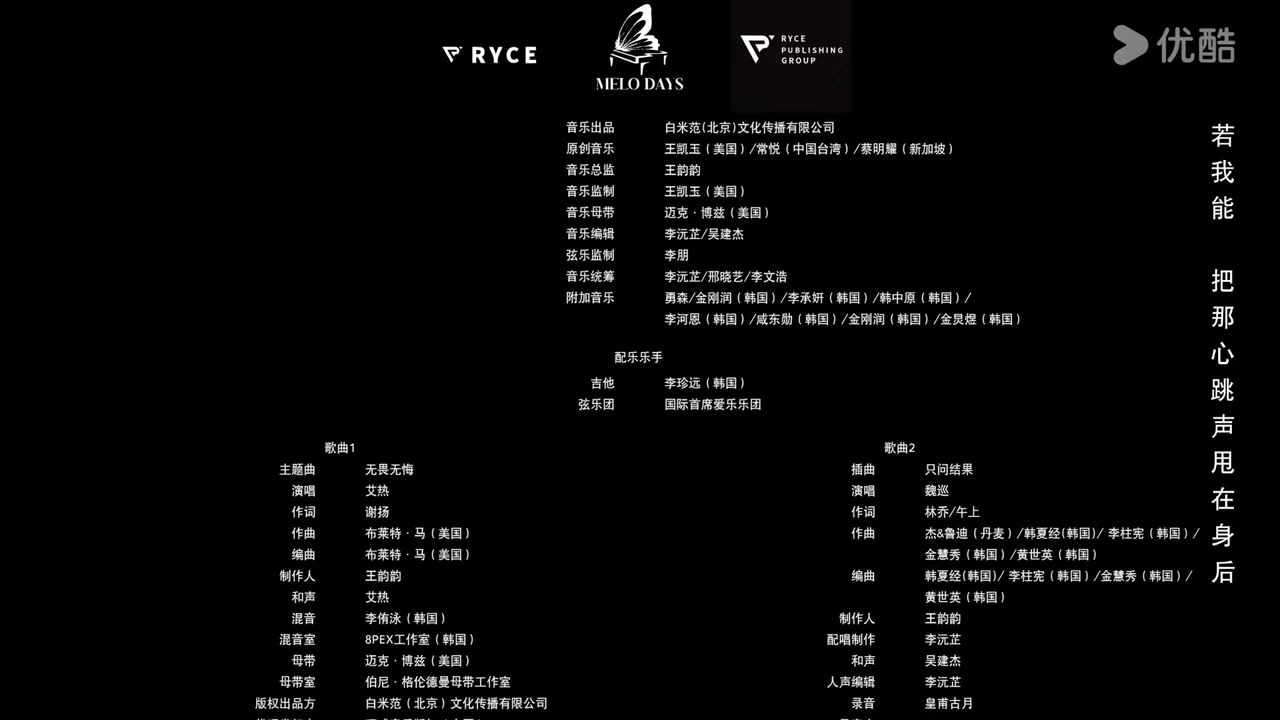 RYCE
MELO DAYS
RYCE
PUBLISHING
GROUP
优酷
音乐出品 白米范(北京)文化传播有限公司
原创音乐 王凯玉（美国）/常悦（中国台湾）/蔡明耀（新加坡）
音乐总监 王韵韵
音乐监制 王凯玉（美国）
音乐母带 迈克·博兹（美国）
音乐编辑 李沅芷/吴建杰
弦乐监制 李朋
音乐统筹 李沅芷/邢晓艺/李文浩
附加音乐 勇森/金刚润（韩国）/李承妍（韩国）/韩中原（韩国）/
李河恩（韩国）/咸东勋（韩国）/金刚润（韩国）/金炅煜（韩国）
配乐乐手
吉他 李珍远（韩国）
弦乐团 国际首席爱乐乐团
歌曲1
主题曲 无畏无悔
演唱 艾热
作词 谢扬
作曲 布莱特·马（美国）
编曲 布莱特·马（美国）
制作人 王韵韵
和声 艾热
混音 李侑泳（韩国）
混音室 8PEX工作室（韩国）
母带 迈克·博兹（美国）
母带室 伯尼·格伦德曼母带工作室
版权出品方 白米范（北京）文化传播有限公司
歌曲2
插曲 只问结果
演唱 魏巡
作词 林乔/午上
作曲 杰&鲁迪（丹麦）/韩夏经(韩国)/ 李柱宪（韩国）/
金慧秀（韩国）/黄世英（韩国）
编曲 韩夏经(韩国)/ 李柱宪（韩国）/金慧秀（韩国）/
黄世英（韩国）
制作人 王韵韵
配唱制作 李沅芷
和声 吴建杰
人声编辑 李沅芷
录音 皇甫古月
若我能 把那心跳声甩在身后